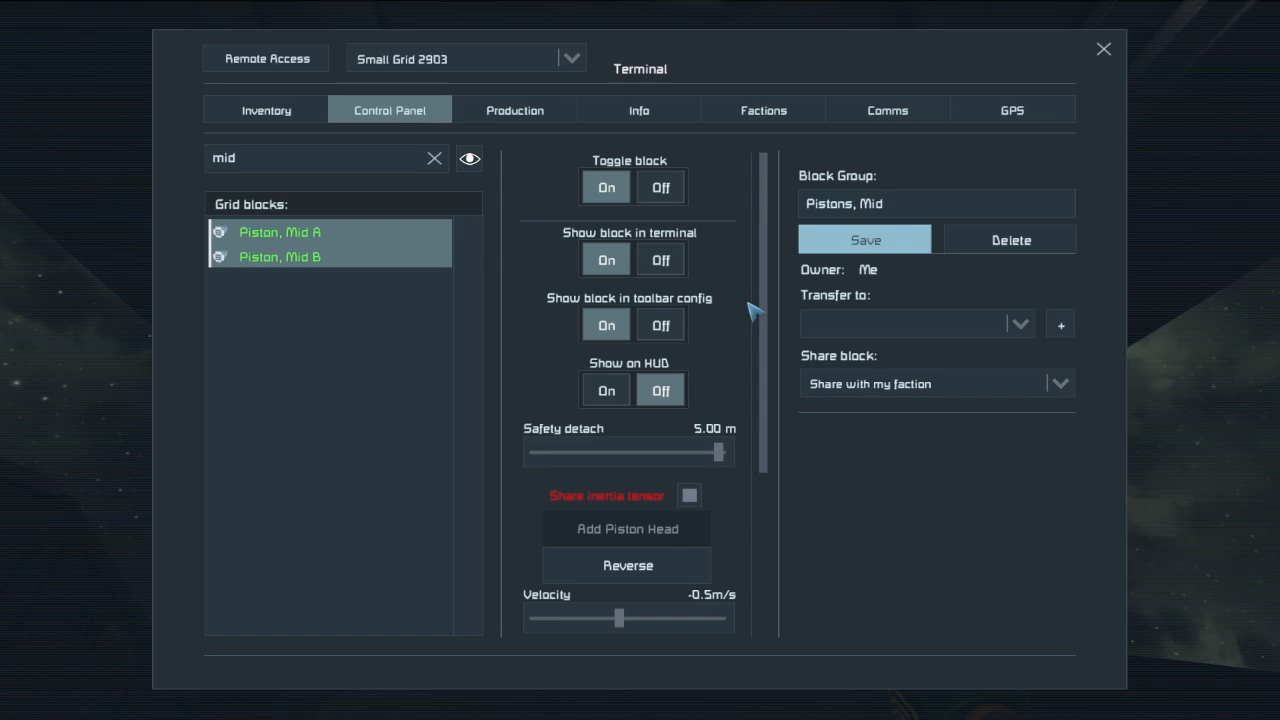 Remote Access
Small Grid 2903
Terminal
Inventory
Control Panel
Production
Info
Factions
Comms
GPS
mid
Grid blocks:
Piston, Mid A
Piston, Mid B
Toggle block
On
Off
Show block in terminal
On
Off
Show block in toolbar config
On
Off
Show on HUD
On
Off
Safety detach
5.00 m
Share inertia tensor
Add Piston Head
Reverse
Velocity
-0.5m/s
Block Group:
Pistons, Mid
Save
Delete
Owner: Me
Transfer to:
+
Share block:
Share with my faction